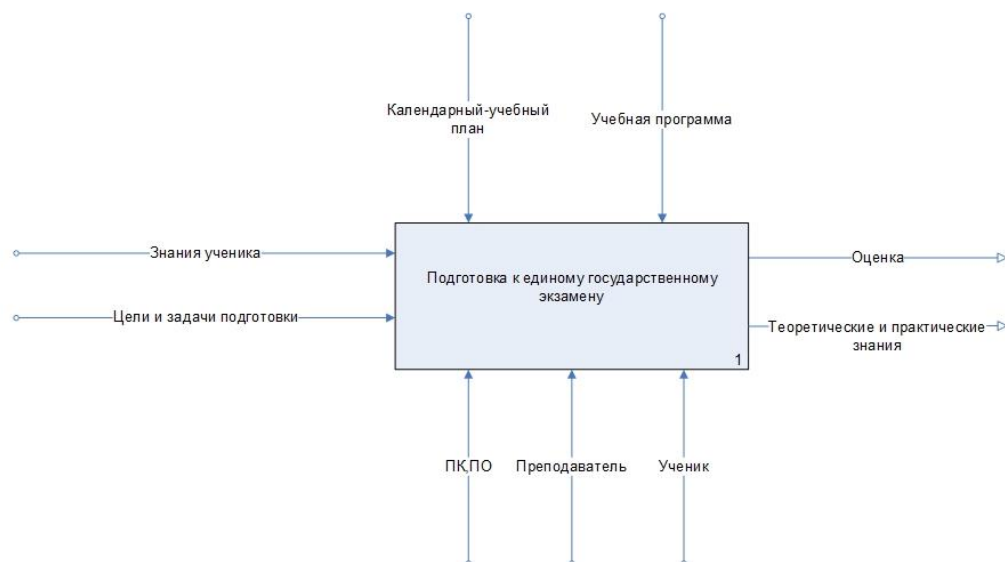 Календарный-учебный
план
Учебная программа
Знания ученика
Подготовка к единому государственному
экзамену
Оценка
Цели и задачи подготовки
Теоретические и практические
знания
1
ПК,ПО
Преподаватель
Ученик